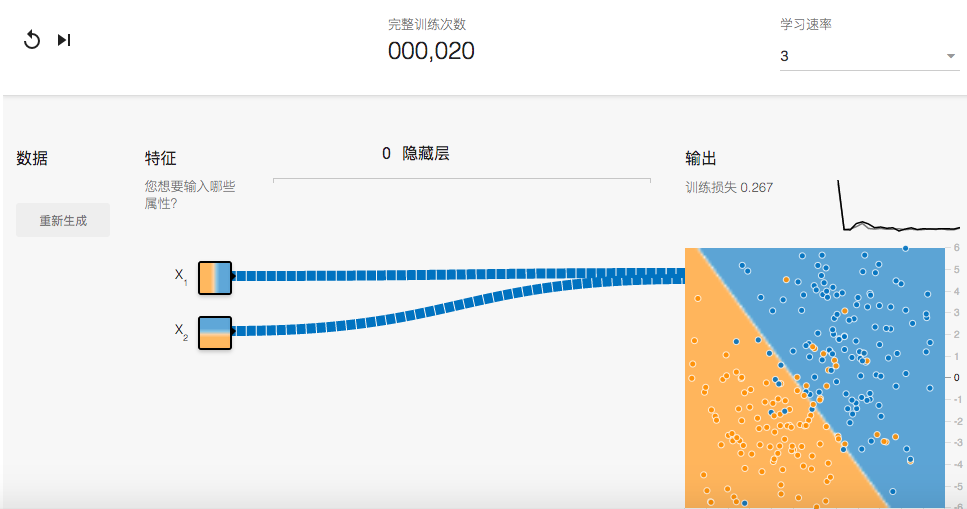 完整训练次数
000,020
学习速率
3
数据
重新生成
特征
您想要输入哪些
属性?
0 隐藏层
输出
训练损失 0.267
X1
X2
6
5
4
3
2
1
0
-1
-2
-3
-4
-5
-6